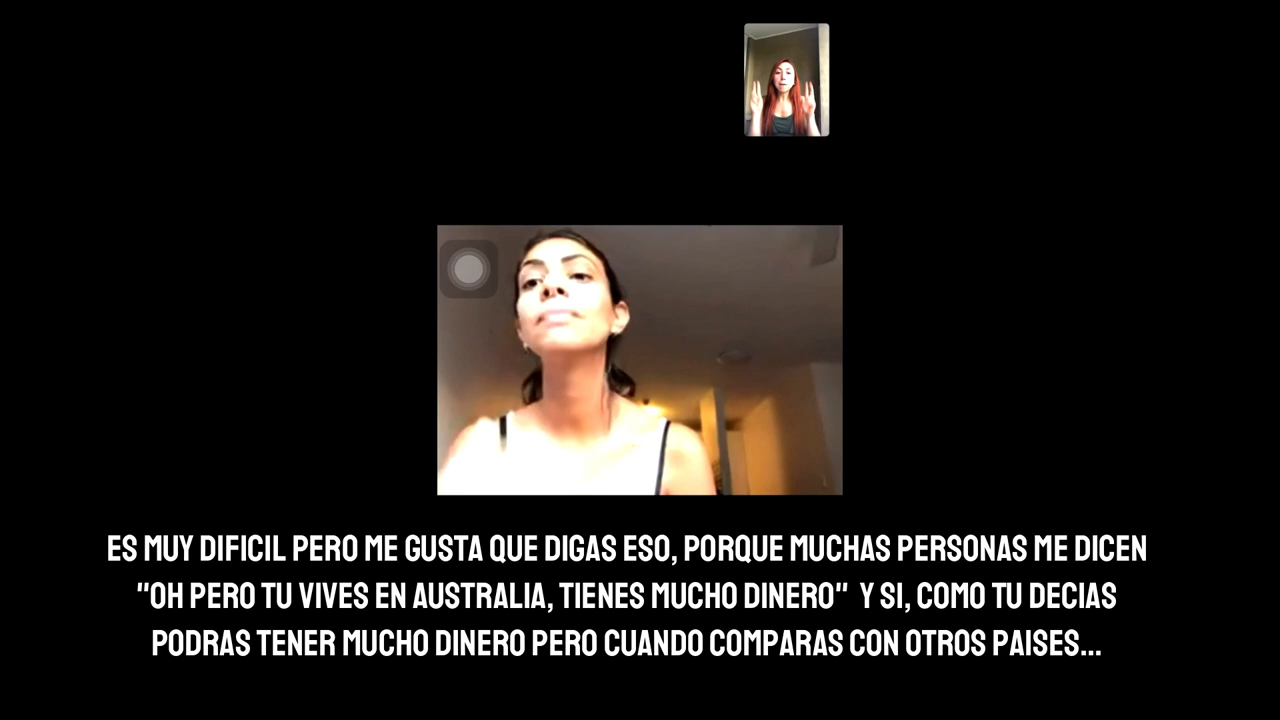 ES MUY DIFICIL PERO ME GUSTA QUE DIGAS ESO, PORQUE MUCHAS PERSONAS ME DICEN
"OH PERO TU VIVES EN AUSTRALIA, TIENES MUCHO DINERO" Y SI, COMO TU DECIAS
PODRAS TENER MUCHO DINERO PERO CUANDO COMPARAS CON OTROS PAISES...